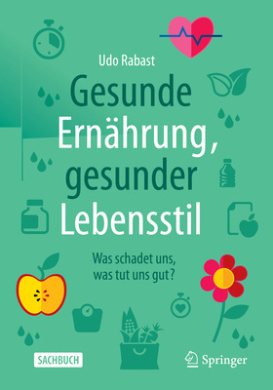 Udo Rabast
Gesunde
Ernährung,
gesunder
Lebensstil
Was schadet uns,
was tut uns gut?
SACHBUCH
Springer